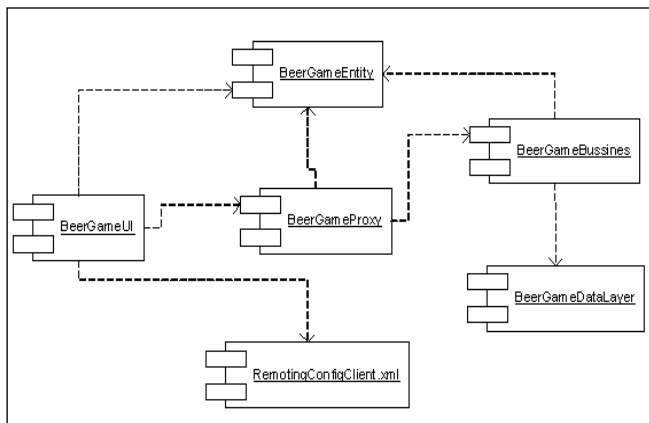 BeerGameEntity
BeerGameBussines
BeerGameUI
BeerGameProxy
BeerGameDataLayer
RemotingConfigClient.xml